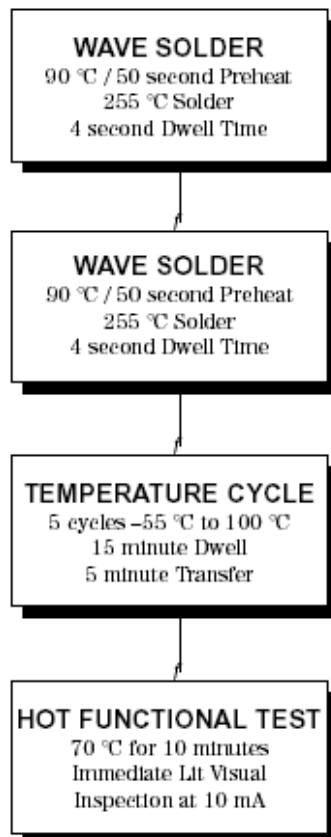 WAVE SOLDER
90 °C / 50 second Preheat
255 °C Solder
4 second Dwell Time
WAVE SOLDER
90 °C / 50 second Preheat
255 °C Solder
4 second Dwell Time
TEMPERATURE CYCLE
5 cycles –55 °C to 100 °C
15 minute Dwell
5 minute Transfer
HOT FUNCTIONAL TEST
70 °C for 10 minutes
Immediate Lit Visual
Inspection at 10 mA